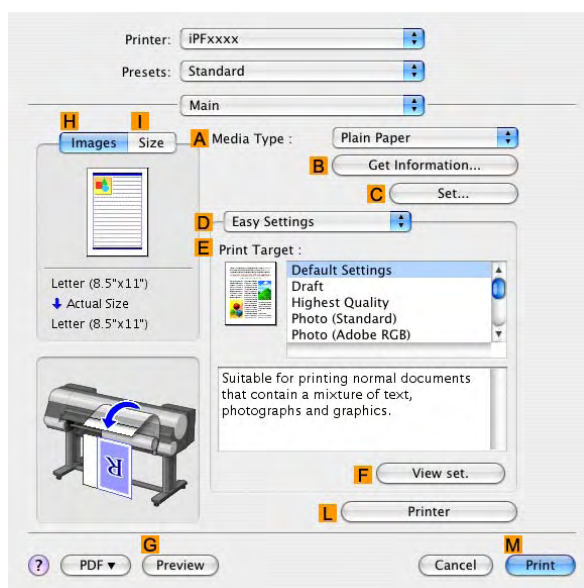 Printer: iPFxxxx
Presets: Standard
Main
H I
Images Size
A Media Type : Plain Paper
B Get Information...
C Set...
D Easy Settings
E Print Target :
Default Settings
Draft
Highest Quality
Photo (Standard)
Photo (Adobe RGB)
Letter (8.5"x11")
Actual Size
Letter (8.5"x11")
Suitable for printing normal documents
that contain a mixture of text,
photographs and graphics.
R
F View set.
L Printer
G M
? PDF Preview Cancel Print